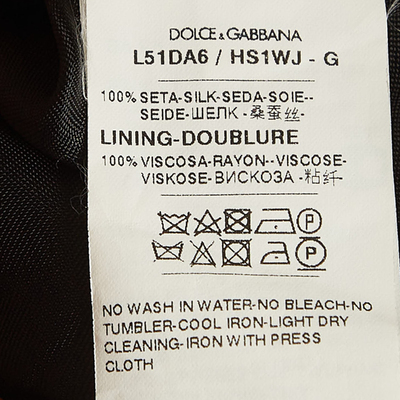 DOLCE & GABBANA
L51DA6 / HS1WJ - G
100% SETA-SILK-SEDA-SOIE--
SEIDE-ШЕЛК -桑蚕丝-
LINING-DOUBLURE
100% VISCOSA-RAYON--VISCOSE-
VISKOSE-ВИСКОЗА -粘纤-
P
P
NO WASH IN WATER-NO BLEACH-NO
TUMBLER-COOL IRON-LIGHT DRY
CLEANING-IRON WITH PRESS
CLOTH